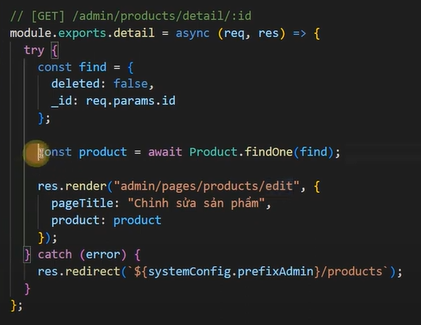 // [GET] /admin/products/detail/:id
module.exports.detail = async (req, res) => {
  try {
    const find = {
      deleted: false,
      _id: req.params.id
    };

    const product = await Product.findOne(find);

    res.render("admin/pages/products/edit", {
      pageTitle: "Chỉnh sửa sản phẩm",
      product: product
    });
  } catch (error) {
    res.redirect(`${systemConfig.prefixAdmin}/products`);
  }
};